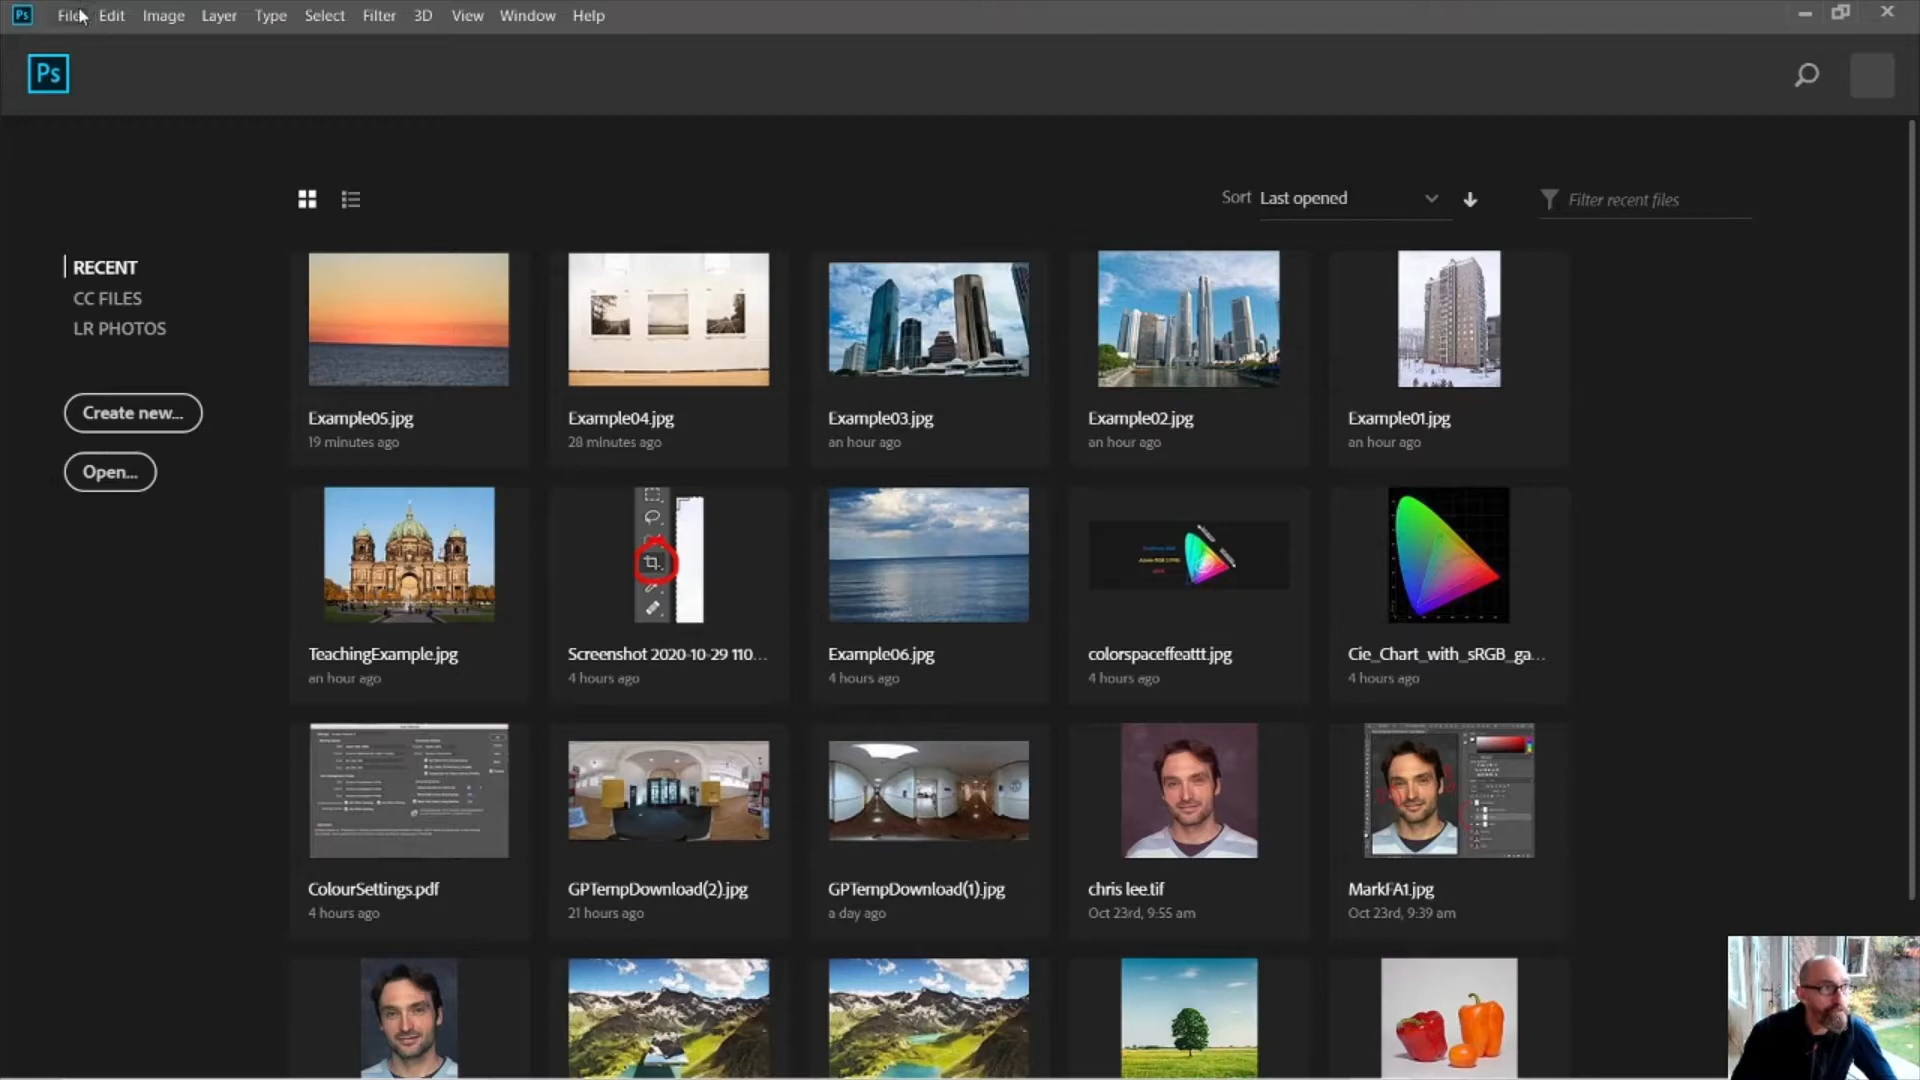 Ps File Edit Image Layer Type Select Filter 3D View Window Help
Ps
Sort Last opened Filter recent files
RECENT
CC FILES
LR PHOTOS
Create new...
Open...
Example05.jpg
19 minutes ago
Example04.jpg
28 minutes ago
Example03.jpg
an hour ago
Example02.jpg
an hour ago
Example01.jpg
an hour ago
TeachingExample.jpg
an hour ago
Screenshot 2020-10-29 110...
4 hours ago
Example06.jpg
4 hours ago
colorspaceffeattt.jpg
4 hours ago
Cie_Chart_with_sRGB_ga...
4 hours ago
ColourSettings.pdf
4 hours ago
GPTempDownload(2).jpg
21 hours ago
GPTempDownload(1).jpg
a day ago
chris lee.tif
Oct 23rd, 9:55 am
MarkFA1.jpg
Oct 23rd, 9:39 am